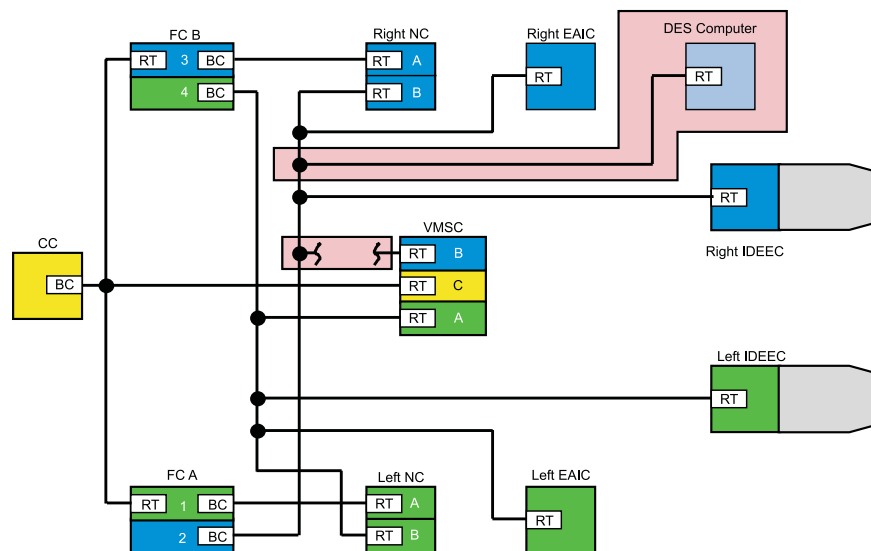 FC B
Right NC
Right EAIC
DES Computer
RT 3 BC
RT A
RT
RT
4 BC
RT B
RT
Right IDEEC
CC
VMSC
RT B
BC
RT C
RT A
Left IDEEC
RT
FC A
Left NC
Left EAIC
RT 1 BC
RT A
RT
2 BC
RT B